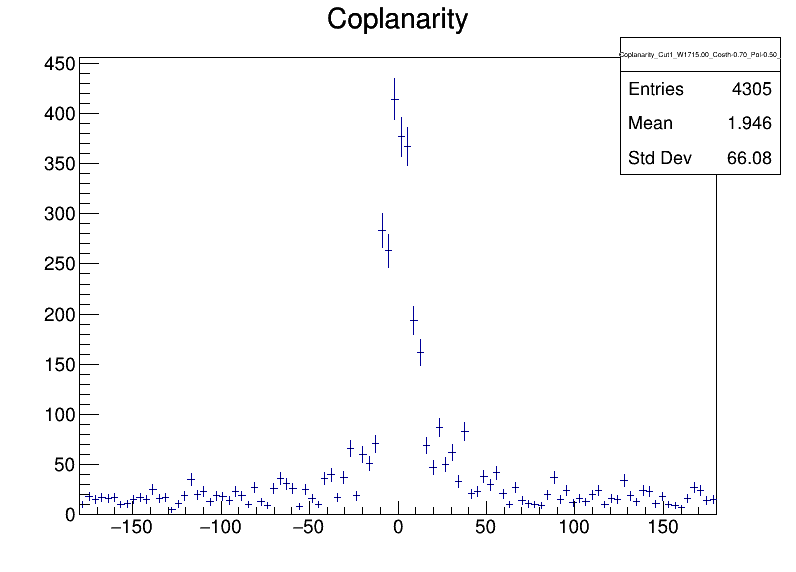 Coplanarity
Coplanarity_Cut1_W1715.00_Costh-0.70_Pol-0.50_
Entries 4305
Mean 1.946
Std Dev 66.08
450
400
350
300
250
200
150
100
50
0
−150 −100 −50 0 50 100 150